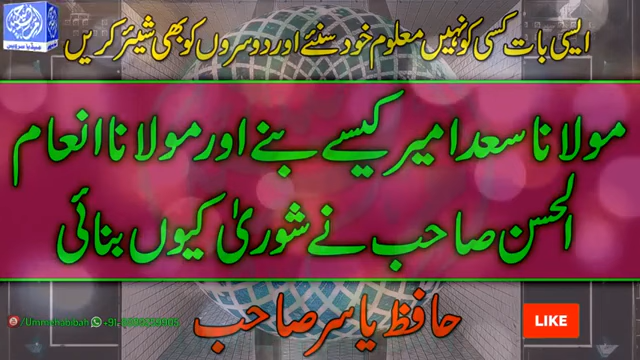 ایسی بات کسی کو نہیں معلوم خود سنئے اور دوسروں کو بھی شیئر کریں
مولانا سعد امیر کیسے بنے اور مولانا انعام
الحسن صاحب نے شوریٰ کیوں بنائی
حافظ یاسر صاحب
/Ummehabibah
LIKE